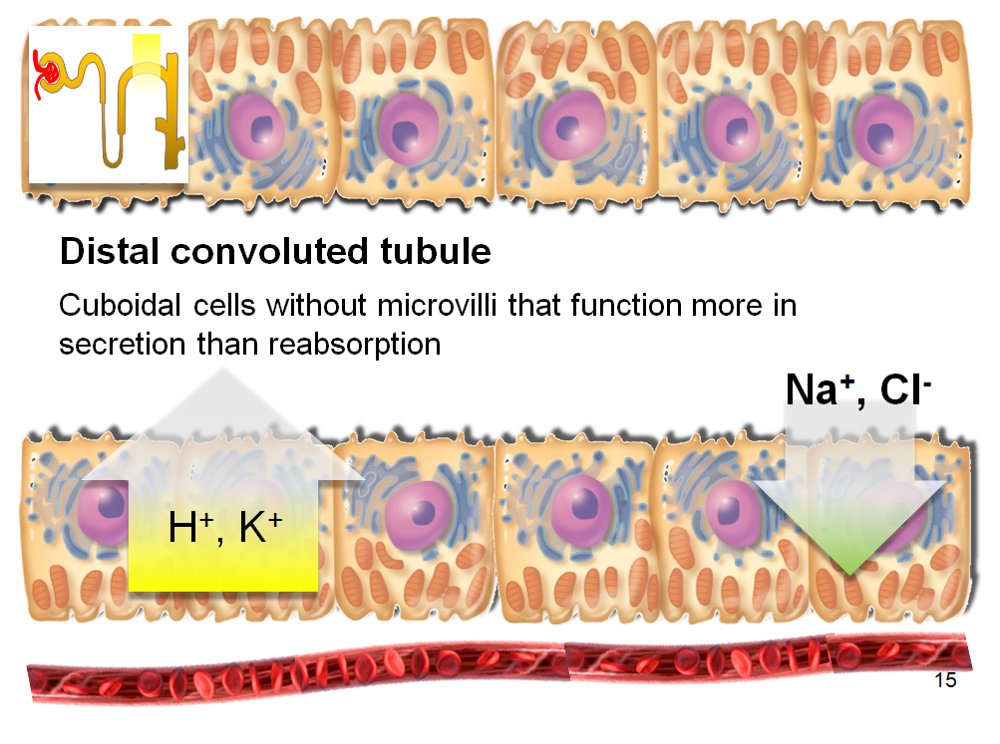 Distal convoluted tubule
Cuboidal cells without microvilli that function more in
secretion than reabsorption
Na⁺, Cl⁻
H⁺, K⁺
15